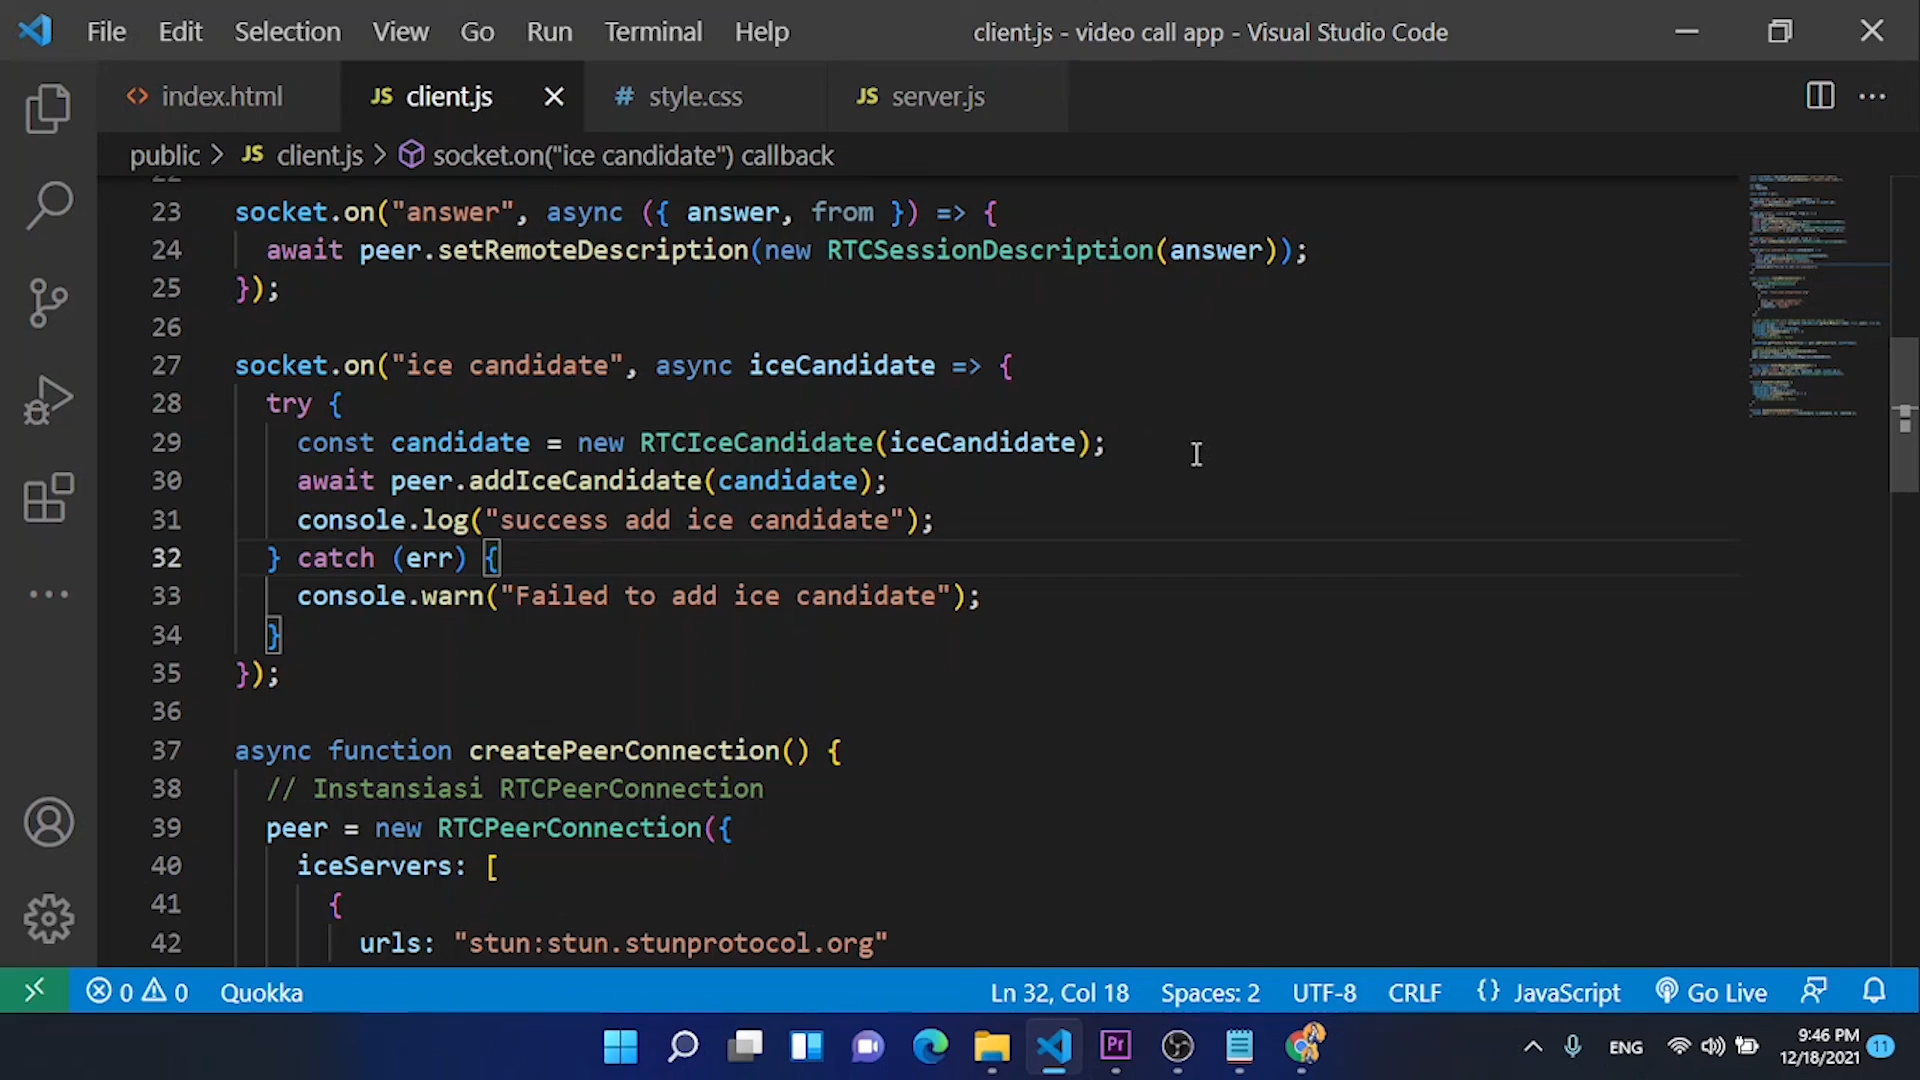 File Edit Selection View Go Run Terminal Help client.js - video call app - Visual Studio Code
<> index.html JS client.js # style.css JS server.js
public > JS client.js > socket.on("ice candidate") callback
22
23 socket.on("answer", async ({ answer, from }) => {
24 await peer.setRemoteDescription(new RTCSessionDescription(answer));
25 });
26
27 socket.on("ice candidate", async iceCandidate => {
28 try {
29 const candidate = new RTCIceCandidate(iceCandidate);
30 await peer.addIceCandidate(candidate);
31 console.log("success add ice candidate");
32 } catch (err) {
33 console.warn("Failed to add ice candidate");
34 }
35 });
36
37 async function createPeerConnection() {
38 // Instansiasi RTCPeerConnection
39 peer = new RTCPeerConnection({
40 iceServers: [
41 {
42 urls: "stun:stun.stunprotocol.org"
0 0 Quokka Ln 32, Col 18 Spaces: 2 UTF-8 CRLF {} JavaScript Go Live
Pr ENG 9:46 PM
12/18/2021 11